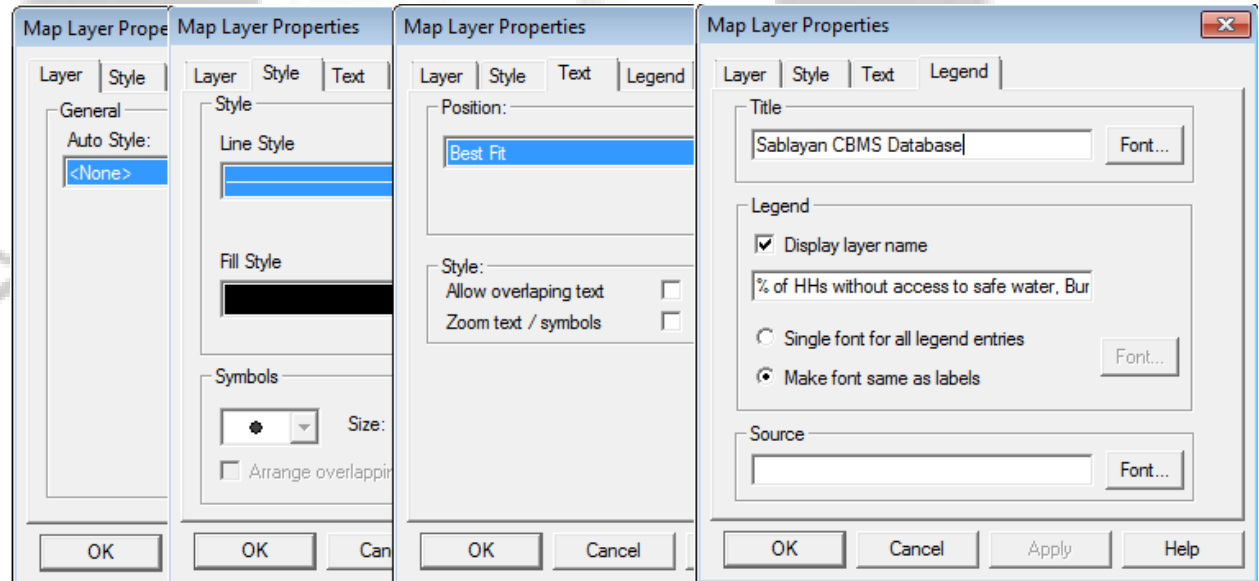 Map Layer Prope
Layer Style
General
Auto Style:
<None>
OK
Map Layer Properties
Layer Style Text
Style
Line Style
Fill Style
Symbols
Size:
Arrange overlappin
OK Can
Map Layer Properties
Layer Style Text Legend
Position:
Best Fit
Style:
Allow overlaping text
Zoom text / symbols
OK Cancel
Map Layer Properties
Layer Style Text Legend
Title
Sablayan CBMS Database
Font...
Legend
Display layer name
% of HHs without access to safe water, Bur
Single font for all legend entries
Font...
Make font same as labels
Source
Font...
OK Cancel Apply Help